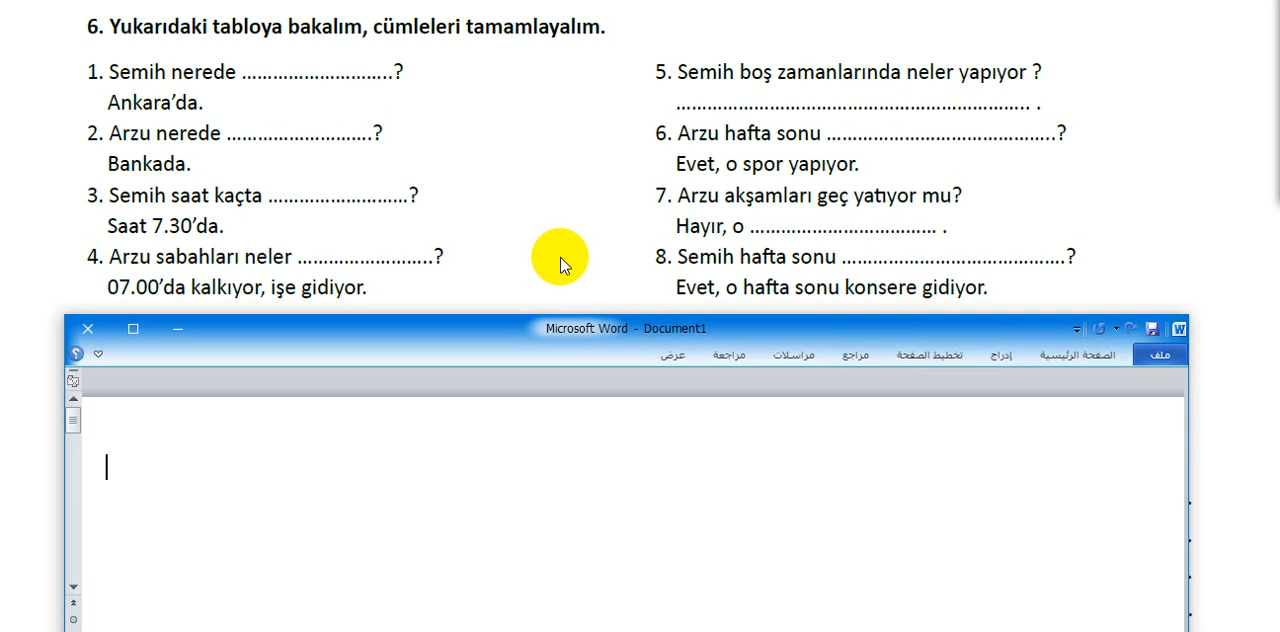 6. Yukarıdaki tabloya bakalım, cümleleri tamamlayalım.
1. Semih nerede ………………………..?
Ankara’da.
2. Arzu nerede ……………………….?
Bankada.
3. Semih saat kaçta ………………………?
Saat 7.30’da.
4. Arzu sabahları neler ……………………..?
07.00’da kalkıyor, işe gidiyor.
5. Semih boş zamanlarında neler yapıyor ?
………………………………………………………….. .
6. Arzu hafta sonu ……………………………………..?
Evet, o spor yapıyor.
7. Arzu akşamları geç yatıyor mu?
Hayır, o ……………………………… .
8. Semih hafta sonu …………………………………….?
Evet, o hafta sonu konsere gidiyor.
Microsoft Word - Document1
ملف الصفحة الرئيسية إدراج تخطيط الصفحة مراجع مراسلات مراجعة عرض